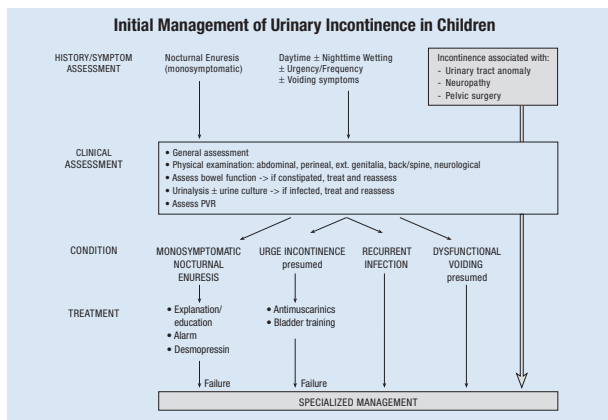 Initial Management of Urinary Incontinence in Children
HISTORY/SYMPTOM
ASSESSMENT
Nocturnal Enuresis
(monosymptomatic)
Daytime ± Nighttime Wetting
± Urgency/Frequency
± Voiding symptoms
Incontinence associated with:
- Urinary tract anomaly
- Neuropathy
- Pelvic surgery
CLINICAL
ASSESSMENT
• General assessment
• Physical examination: abdominal, perineal, ext. genitalia, back/spine, neurological
• Assess bowel function -> if constipated, treat and reassess
• Urinalysis ± urine culture -> if infected, treat and reassess
• Assess PVR
CONDITION
MONOSYMPTOMATIC
NOCTURNAL
ENURESIS
URGE INCONTINENCE
presumed
RECURRENT
INFECTION
DYSFUNCTIONAL
VOIDING
presumed
TREATMENT
• Explanation/
education
• Alarm
• Desmopressin
• Antimuscarinics
• Bladder training
Failure
Failure
SPECIALIZED MANAGEMENT